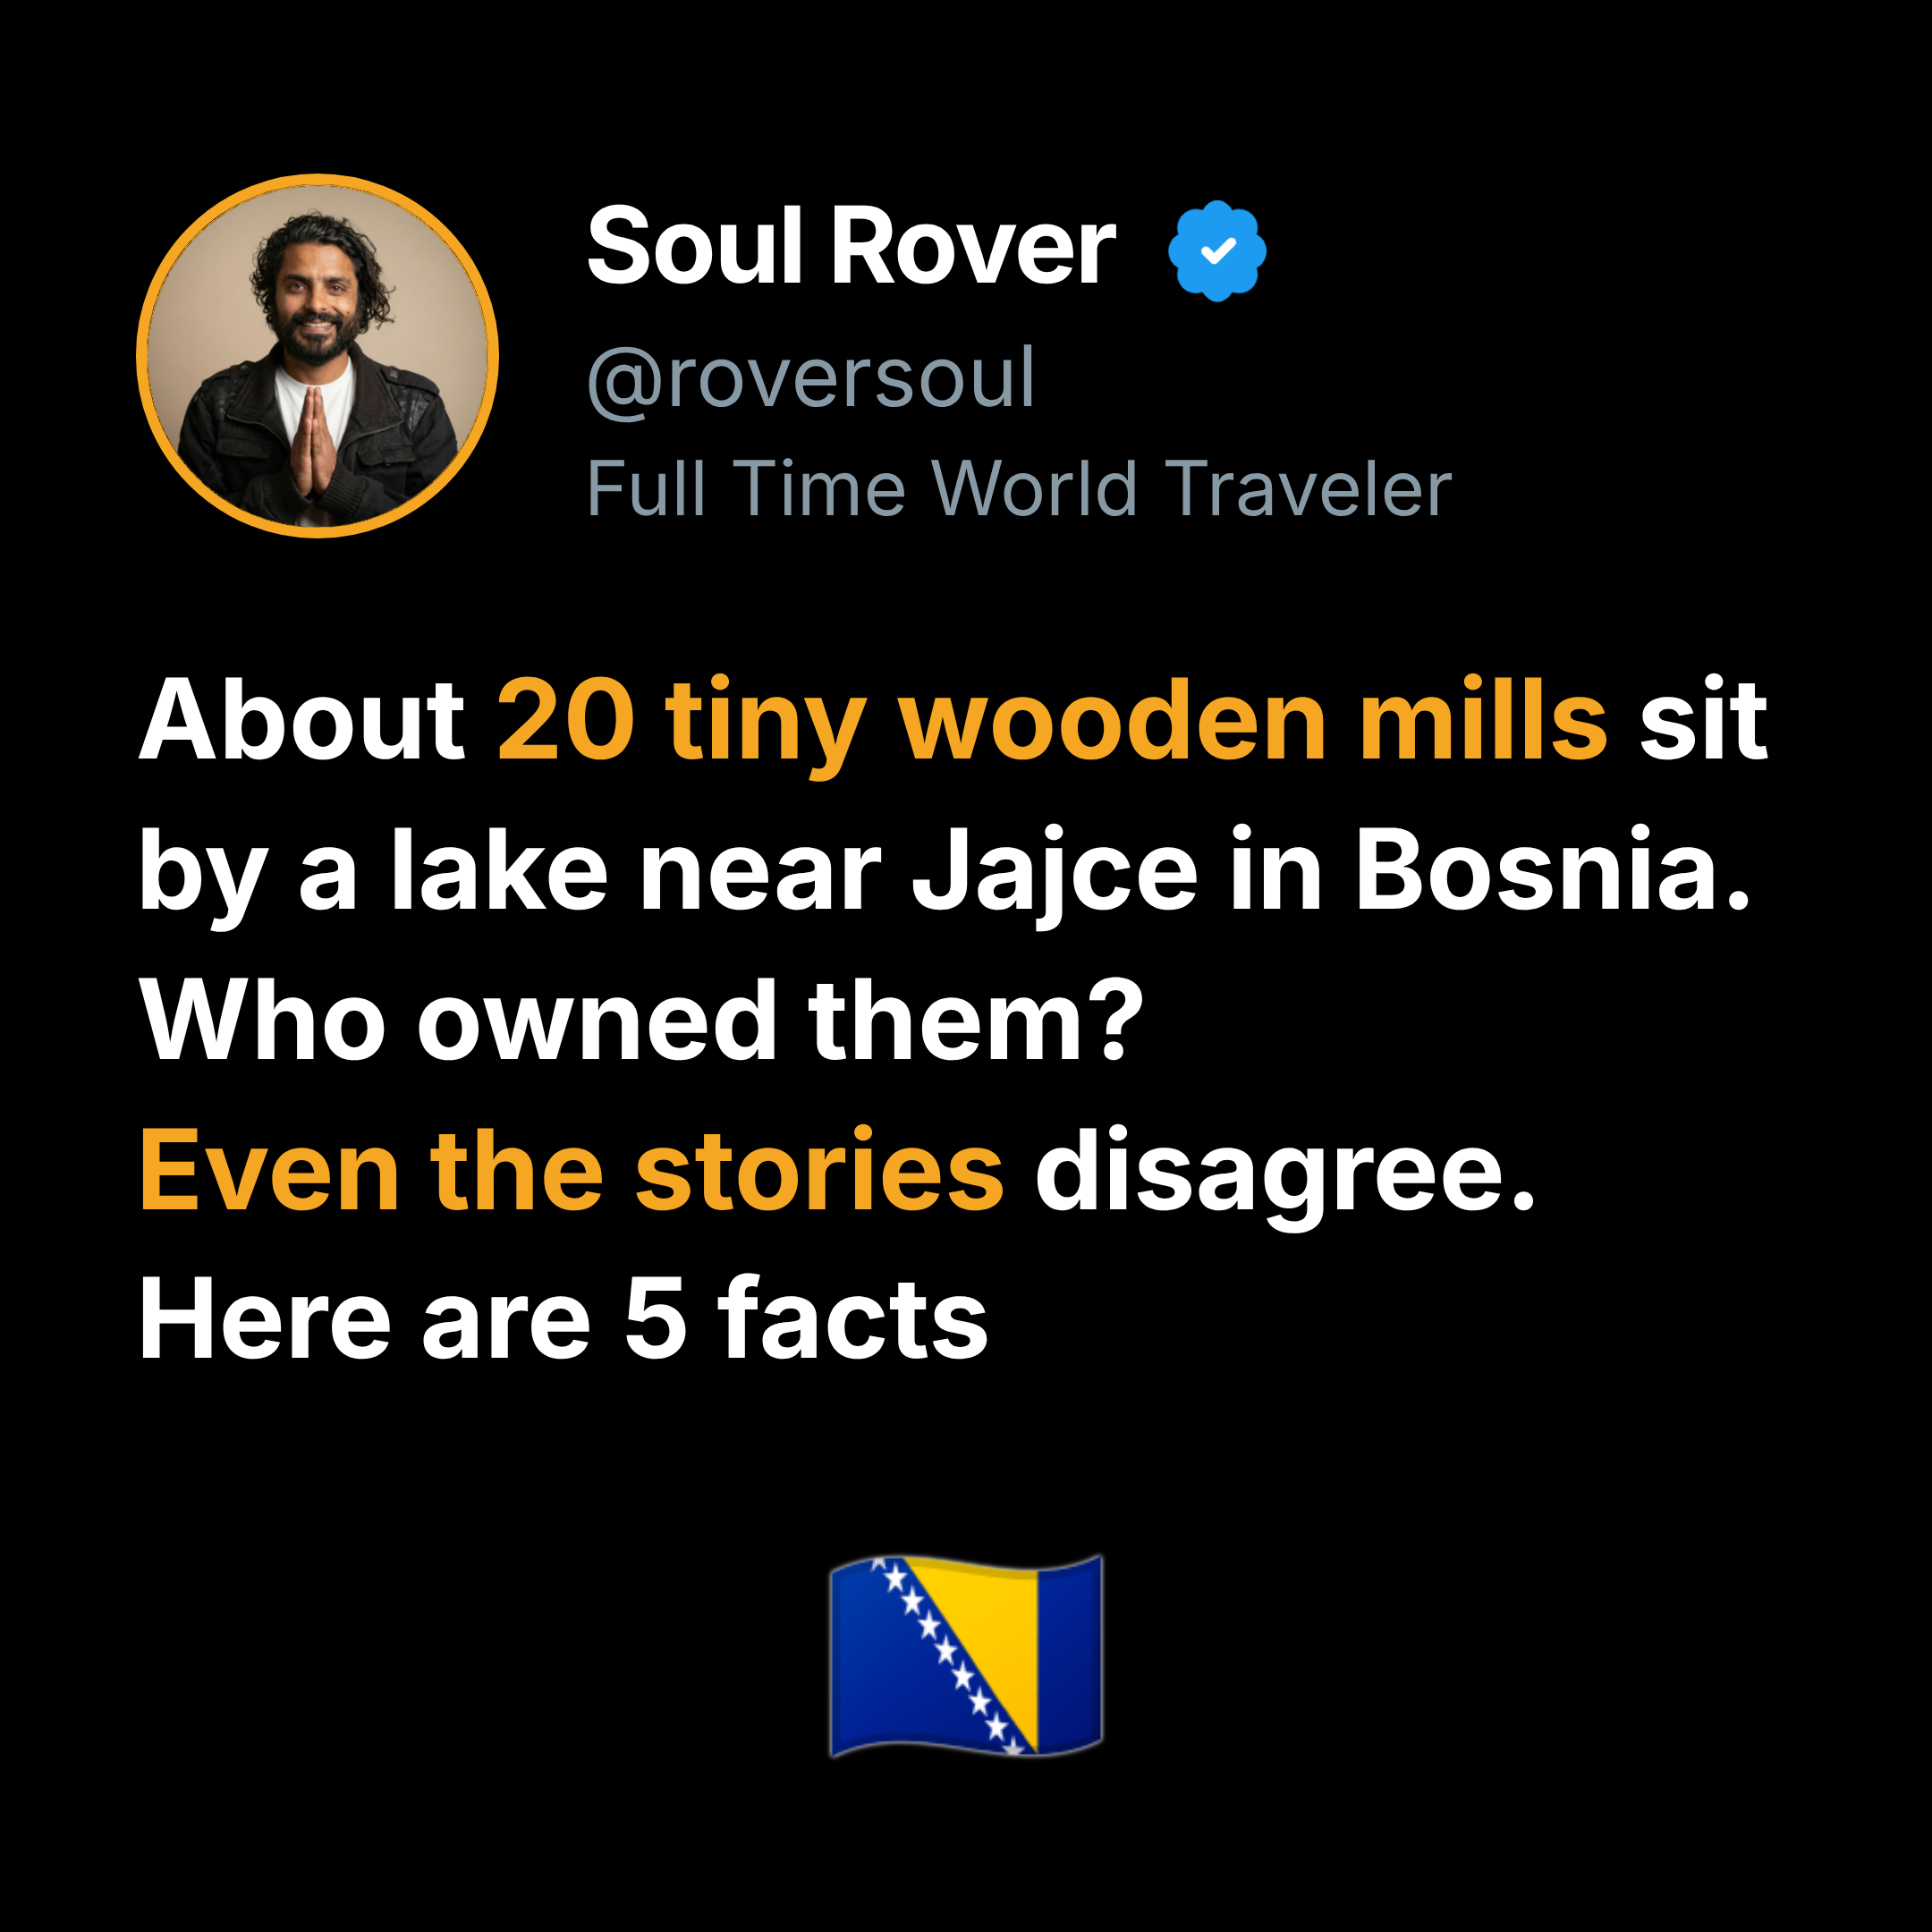 Soul Rover
@roversoul
Full Time World Traveler
About 20 tiny wooden mills sit
by a lake near Jajce in Bosnia.
Who owned them?
Even the stories disagree.
Here are 5 facts